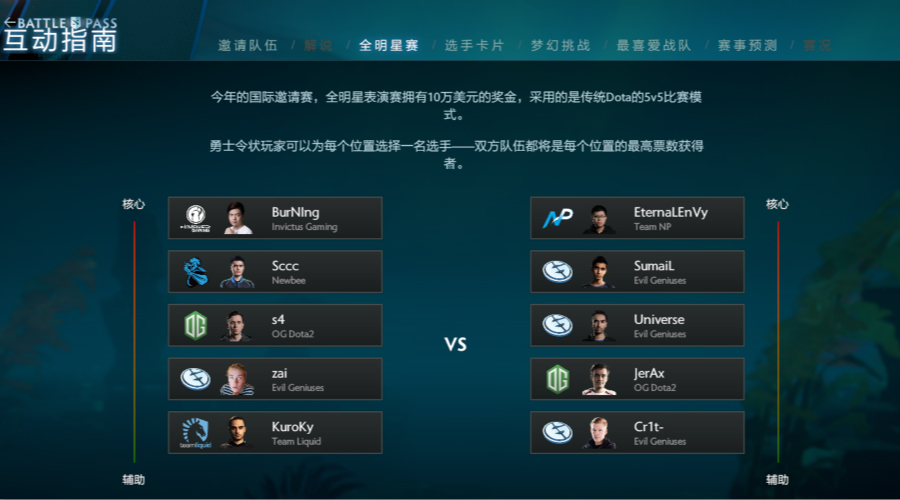 ←BATTLE PASS
互动指南
邀请队伍 / 解说 / 全明星赛 / 选手卡片 / 梦幻挑战 / 最喜爱战队 / 赛事预测 / 赛况
今年的国际邀请赛，全明星表演赛拥有10万美元的奖金，采用的是传统Dota的5v5比赛模
式。
勇士令状玩家可以为每个位置选择一名选手——双方队伍都将是每个位置的最高票数获得
者。
核心
BurNIng
Invictus Gaming
Sccc
Newbee
OG
s4
OG Dota2
zai
Evil Geniuses
teamliquid
KuroKy
Team Liquid
辅助
VS
核心
NP
EternaLEnVy
Team NP
SumaiL
Evil Geniuses
Universe
Evil Geniuses
OG
JerAx
OG Dota2
Cr1t-
Evil Geniuses
辅助